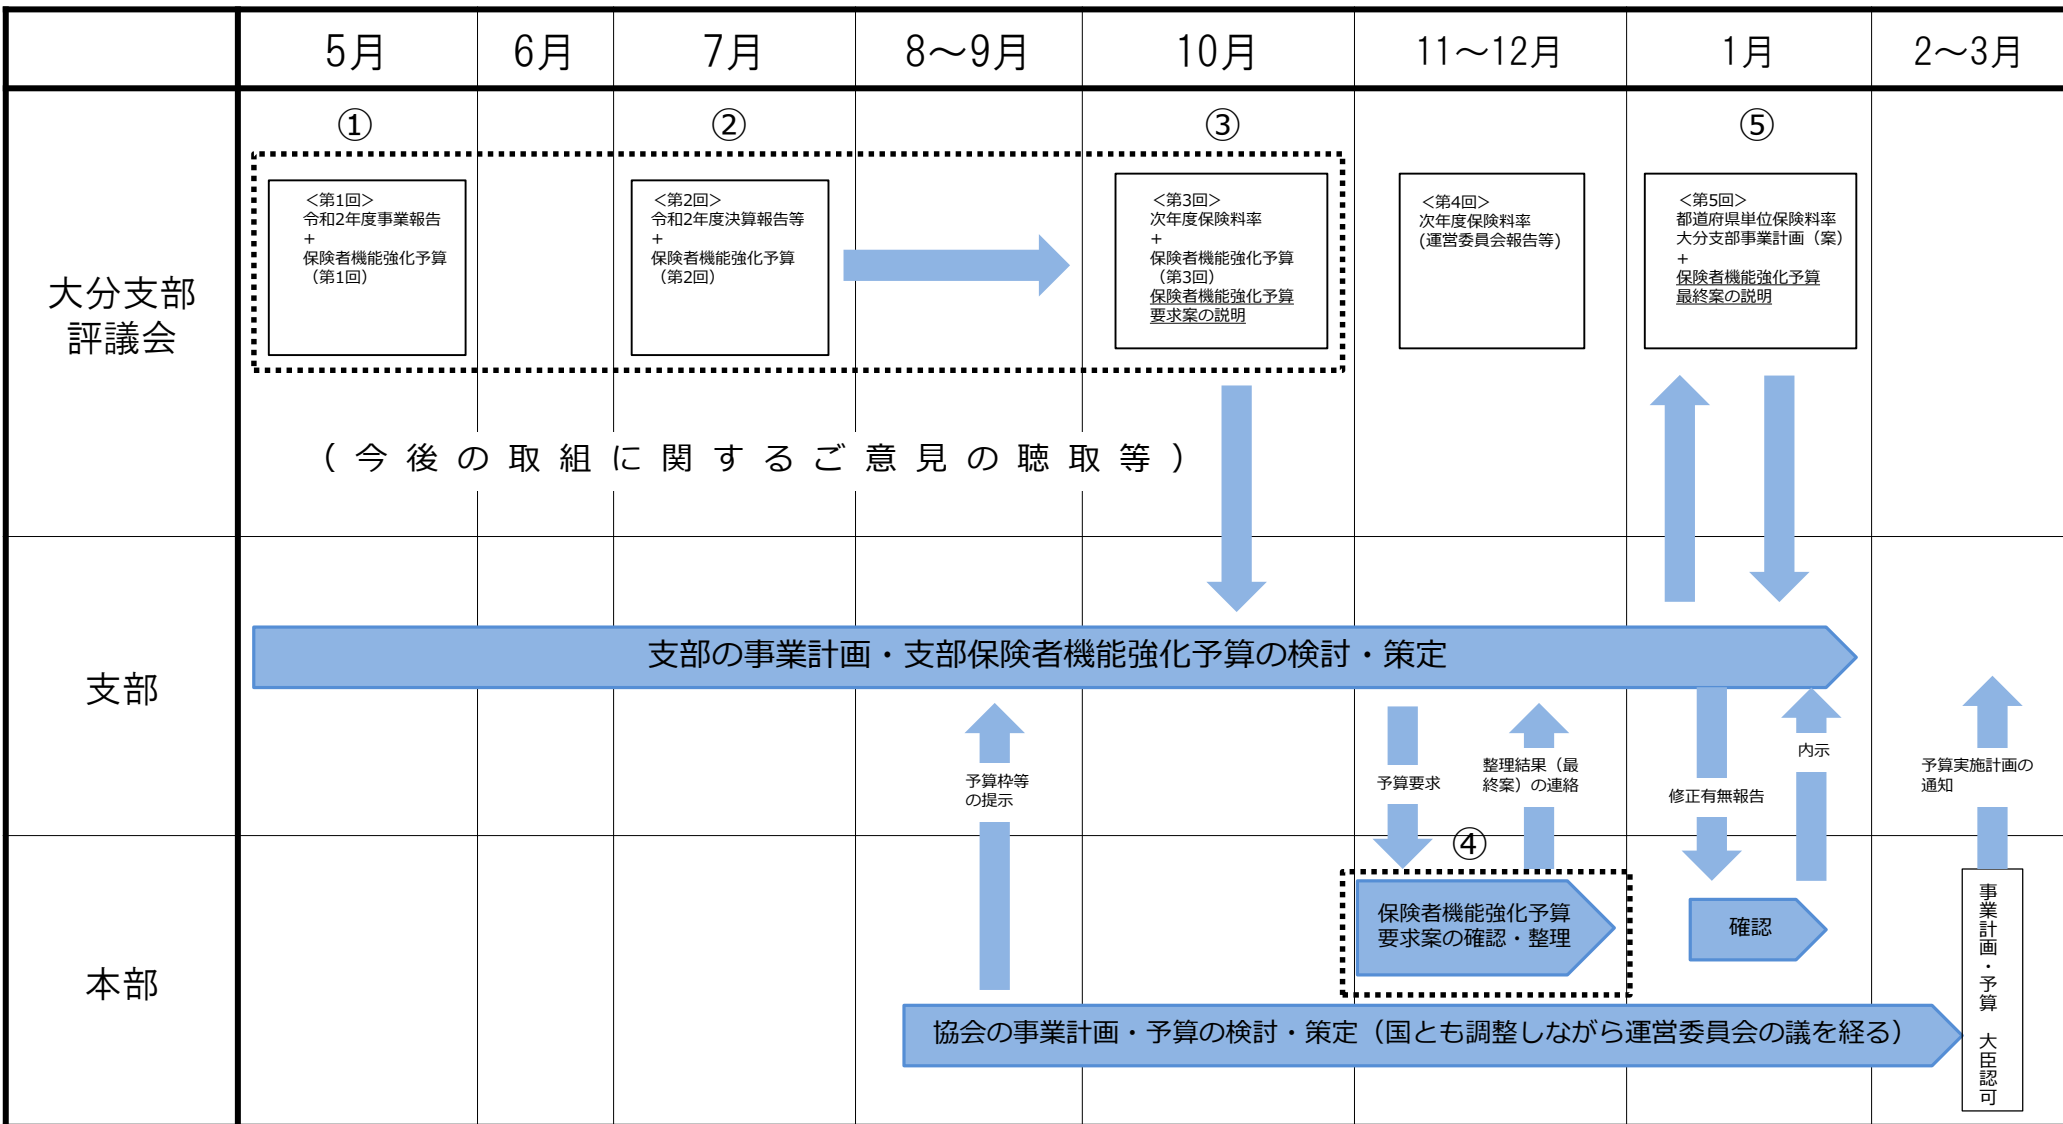 5月
6月
7月
8～9月
10月
11～12月
1月
2～3月
大分支部
評議会
①
②
③
⑤
＜第1回＞
令和2年度事業報告
+
保険者機能強化予算
（第1回）
＜第2回＞
令和2年度決算報告等
+
保険者機能強化予算
（第2回）
＜第3回＞
次年度保険料率
+
保険者機能強化予算
（第3回）
保険者機能強化予算
要求案の説明
＜第4回＞
次年度保険料率
(運営委員会報告等)
＜第5回＞
都道府県単位保険料率
大分支部事業計画（案）
+
保険者機能強化予算
最終案の説明
（今後の取組に関するご意見の聴取等）
支部
支部の事業計画・支部保険者機能強化予算の検討・策定
予算枠等
の提示
予算要求
整理結果（最
終案）の連絡
修正有無報告
内示
予算実施計画の
通知
本部
④
保険者機能強化予算
要求案の確認・整理
確認
協会の事業計画・予算の検討・策定（国とも調整しながら運営委員会の議を経る）
事業計画・予算　大臣認可